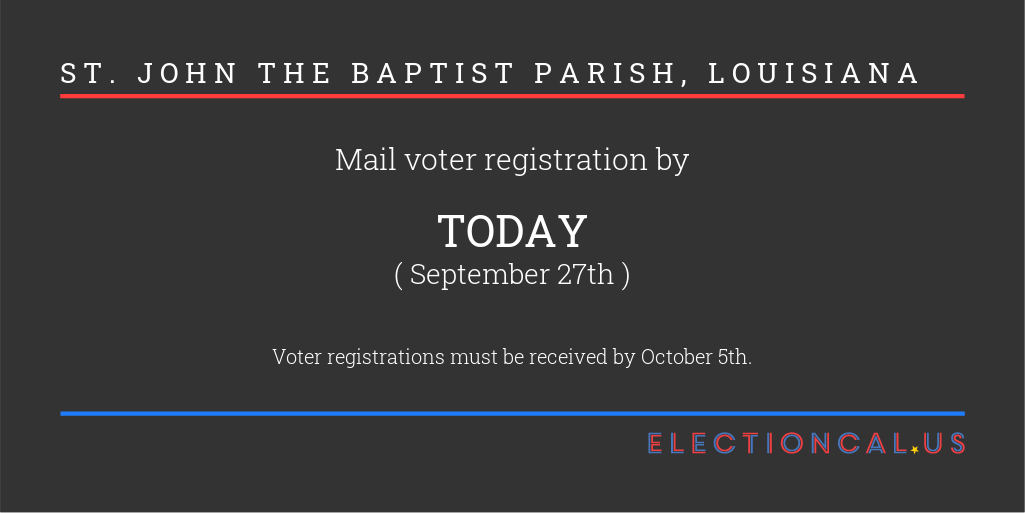 ST. JOHN THE BAPTIST PARISH, LOUISIANA
Mail voter registration by
TODAY
( September 27th )
Voter registrations must be received by October 5th.
ELECTIONCAL.US